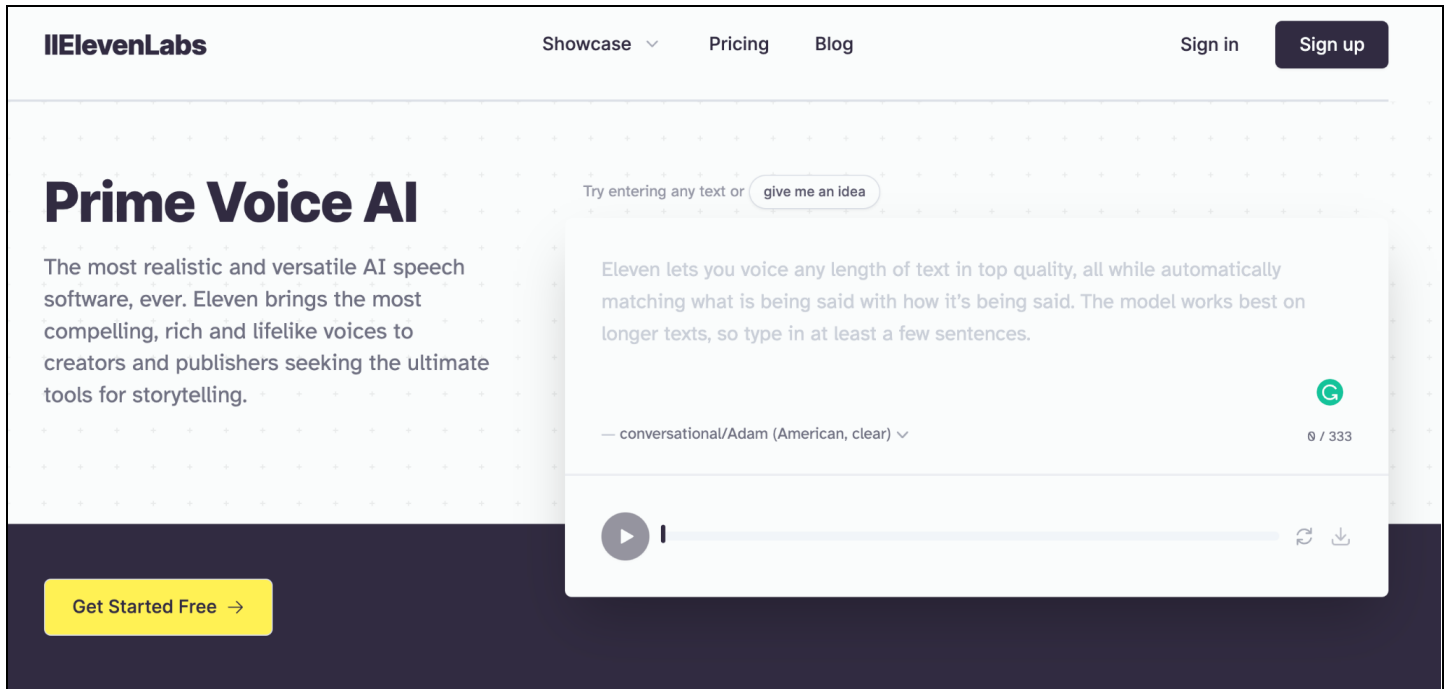 IIElevenLabs
Showcase
Pricing
Blog
Sign in
Sign up
Prime Voice AI
The most realistic and versatile AI speech
software, ever. Eleven brings the most
compelling, rich and lifelike voices to
creators and publishers seeking the ultimate
tools for storytelling.
Get Started Free →
Try entering any text or give me an idea
Eleven lets you voice any length of text in top quality, all while automatically
matching what is being said with how it's being said. The model works best on
longer texts, so type in at least a few sentences.
— conversational/Adam (American, clear)
0 / 333